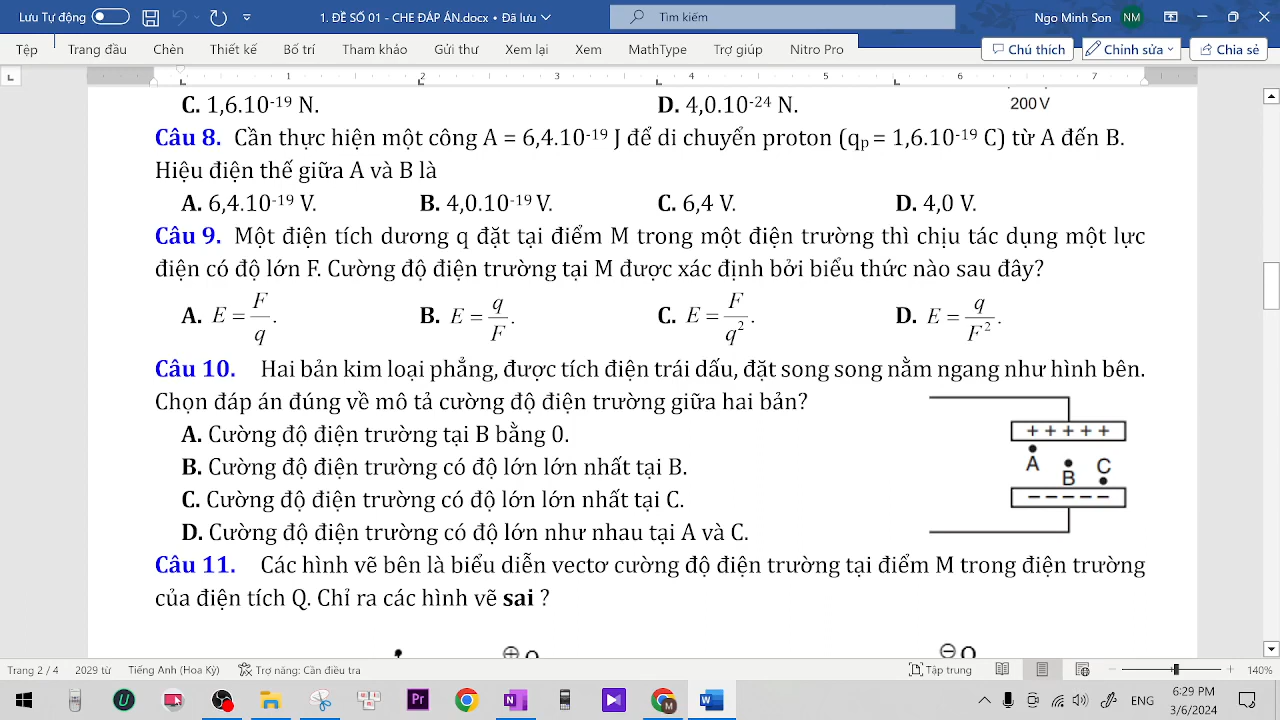 Lưu Tự động 1. ĐỀ SỐ 01 - CHE ĐÁP ÁN.docx • Đã lưu Tìm kiếm Ngo Minh Son NM
Tệp Trang đầu Chèn Thiết kế Bố trí Tham khảo Gửi thư Xem lại Xem MathType Trợ giúp Nitro Pro Chú thích Chỉnh sửa Chia sẻ
1 2 3 4 5 6 7
C. 1,6.10⁻¹⁹ N. D. 4,0.10⁻²⁴ N. 200 V
Câu 8. Cần thực hiện một công A = 6,4.10⁻¹⁹ J để di chuyển proton (qₚ = 1,6.10⁻¹⁹ C) từ A đến B.
Hiệu điện thế giữa A và B là
A. 6,4.10⁻¹⁹ V. B. 4,0.10⁻¹⁹ V. C. 6,4 V. D. 4,0 V.
Câu 9. Một điện tích dương q đặt tại điểm M trong một điện trường thì chịu tác dụng một lực
điện có độ lớn F. Cường độ điện trường tại M được xác định bởi biểu thức nào sau đây?
A. E = F/q. B. E = q/F. C. E = F/q². D. E = q/F².
Câu 10. Hai bản kim loại phẳng, được tích điện trái dấu, đặt song song nằm ngang như hình bên.
Chọn đáp án đúng về mô tả cường độ điện trường giữa hai bản?
A. Cường độ điện trường tại B bằng 0.
B. Cường độ điện trường có độ lớn lớn nhất tại B.
C. Cường độ điện trường có độ lớn lớn nhất tại C.
D. Cường độ điện trường có độ lớn như nhau tại A và C.
+ + + + +
A B C
− − − − −
Câu 11. Các hình vẽ bên là biểu diễn vectơ cường độ điện trường tại điểm M trong điện trường
của điện tích Q. Chỉ ra các hình vẽ sai ?
Q Q
Trang 2 / 4 2029 từ Tiếng Anh (Hoa Kỳ) Trợ năng: Cần điều tra Tập trung 140%
U Pr N M W ENG 6:29 PM
3/6/2024